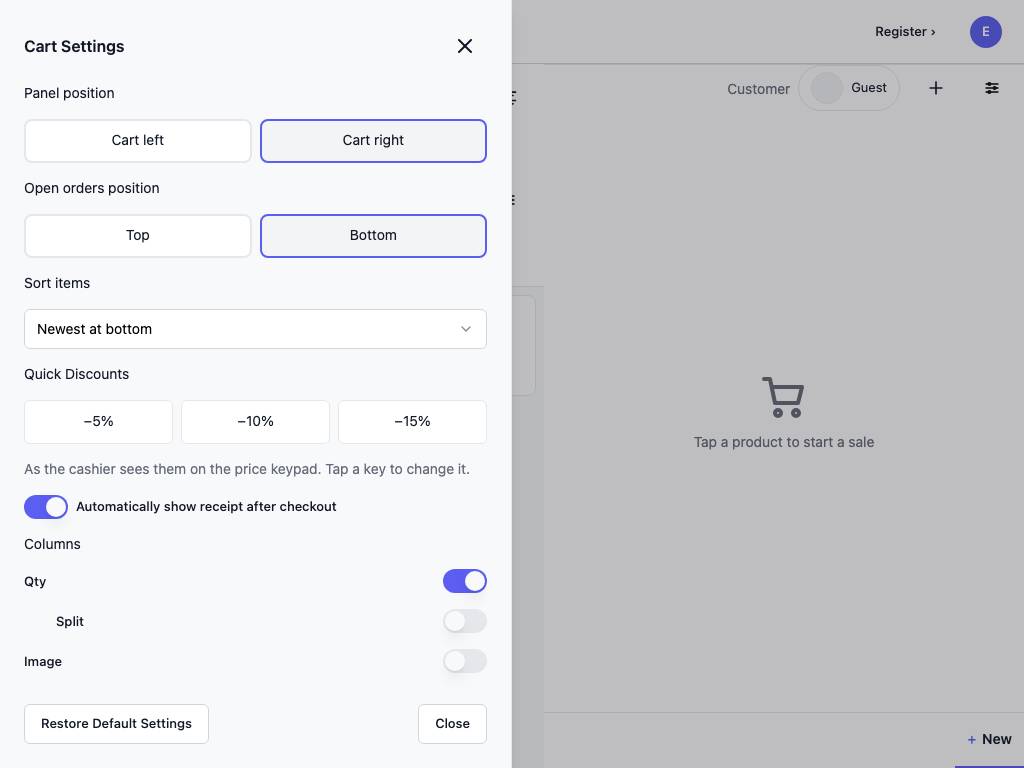 Cart Settings
Panel position
Cart left
Cart right
Open orders position
Top
Bottom
Sort items
Newest at bottom
Quick Discounts
−5%
−10%
−15%
As the cashier sees them on the price keypad. Tap a key to change it.
Automatically show receipt after checkout
Columns
Qty
Split
Image
Restore Default Settings
Close
Register ›
E
Customer
Guest
Tap a product to start a sale
+ New